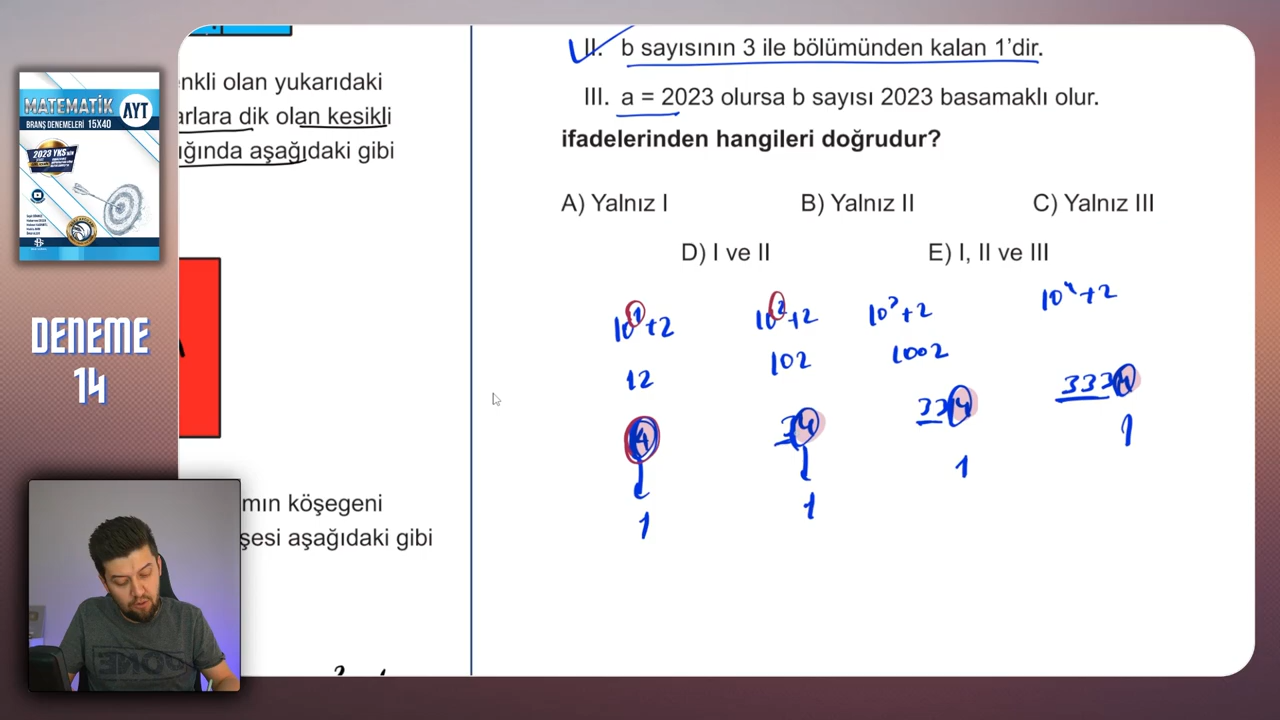 enkli olan yukarıdaki
arlara dik olan kesikli
ığında aşağıdaki gibi
MATEMATİK AYT
BRANŞ DENEMELERİ 15X40
DENEME
14
mın köşegeni
şesi aşağıdaki gibi
II. b sayısının 3 ile bölümünden kalan 1'dir.
III. a = 2023 olursa b sayısı 2023 basamaklı olur.
ifadelerinden hangileri doğrudur?
A) Yalnız I B) Yalnız II C) Yalnız III
D) I ve II E) I, II ve III
10¹+2 10²+2 10³+2 10⁴+2
12 102 1002
4 34 334 3334
1 1 1 1